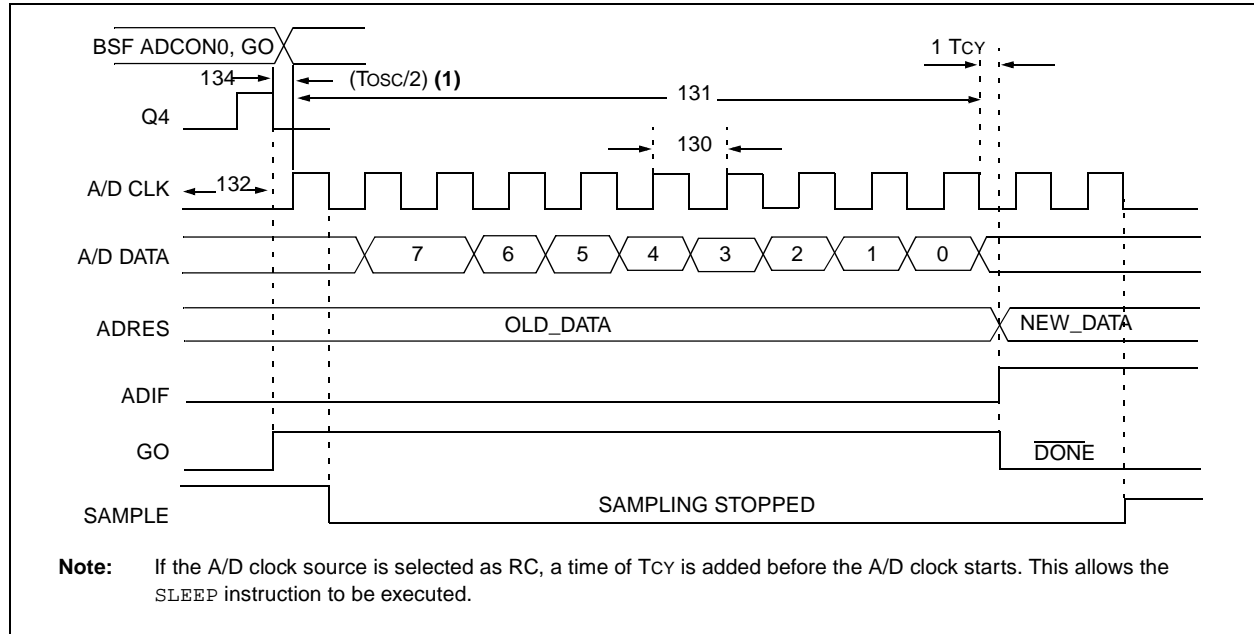 BSF ADCON0, GO
1 TCY
134
(TOSC/2) (1)
131
Q4
130
A/D CLK
132
A/D DATA
7 6 5 4 3 2 1 0
ADRES
OLD_DATA
NEW_DATA
ADIF
GO
DONE
SAMPLE
SAMPLING STOPPED
Note: If the A/D clock source is selected as RC, a time of TCY is added before the A/D clock starts. This allows the
SLEEP instruction to be executed.